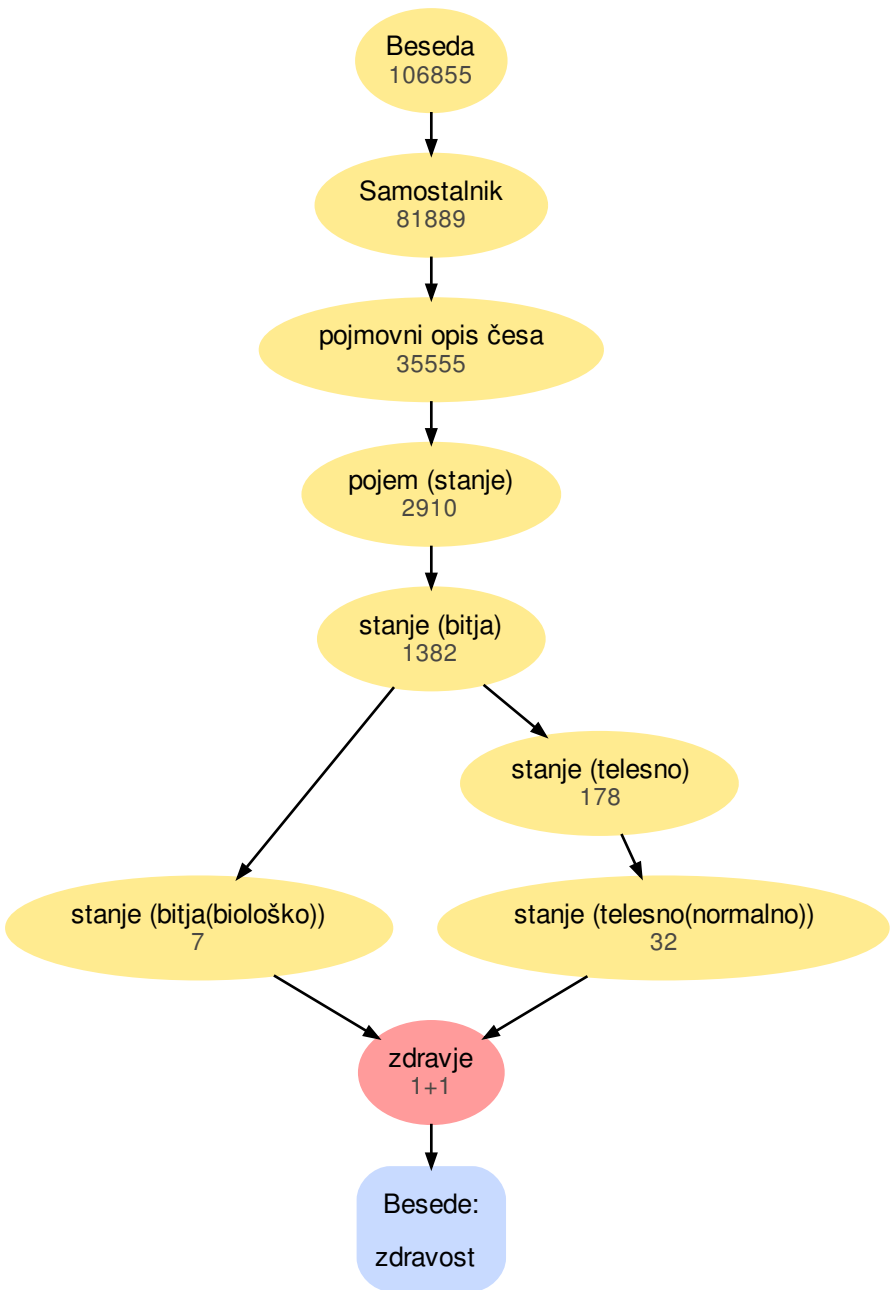 Beseda
106855
Samostalnik
81889
pojmovni opis česa
35555
pojem (stanje)
2910
stanje (bitja)
1382
stanje (telesno)
178
stanje (bitja(biološko))
7
stanje (telesno(normalno))
32
zdravje
1+1
Besede:
zdravost